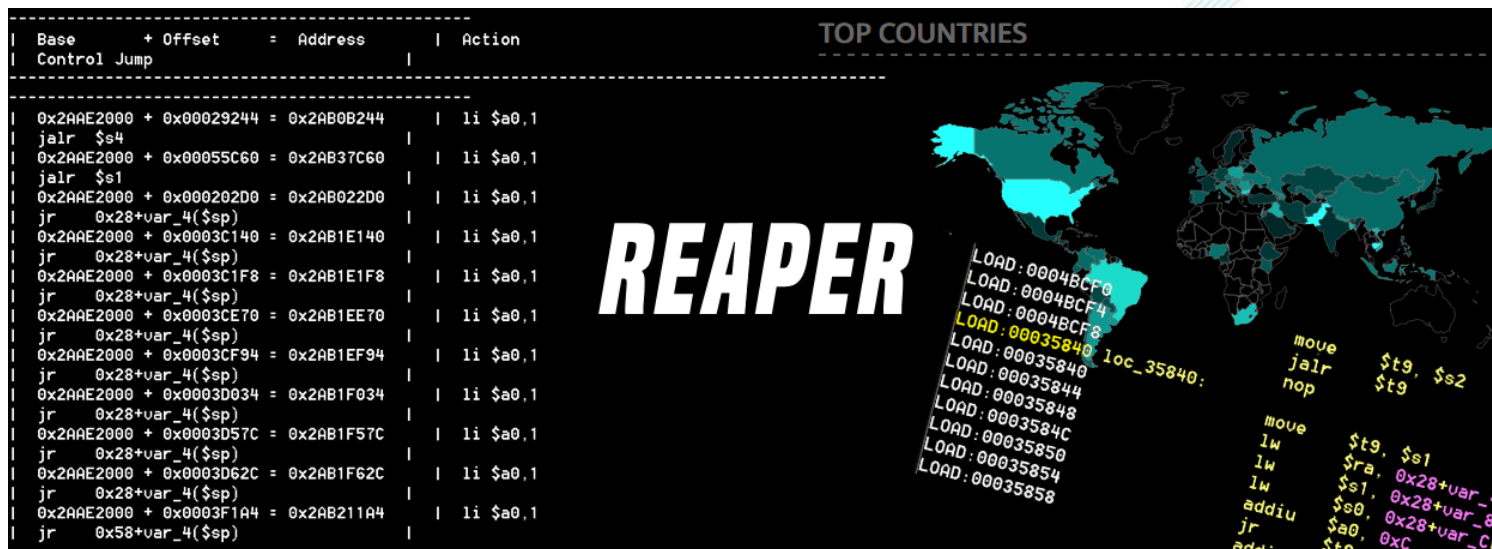 -----------------------------------------------
| Base + Offset = Address | Action
| Control Jump |
--------------------------------------------------------------------------------
-----------------------------------------------
| 0x2AAE2000 + 0x00029244 = 0x2AB0B244 | li $a0,1
| jalr $s4 |
| 0x2AAE2000 + 0x00055C60 = 0x2AB37C60 | li $a0,1
| jalr $s1 |
| 0x2AAE2000 + 0x000202D0 = 0x2AB022D0 | li $a0,1
| jr 0x28+var_4($sp) |
| 0x2AAE2000 + 0x0003C140 = 0x2AB1E140 | li $a0,1
| jr 0x28+var_4($sp) |
| 0x2AAE2000 + 0x0003C1F8 = 0x2AB1E1F8 | li $a0,1
| jr 0x28+var_4($sp) |
| 0x2AAE2000 + 0x0003CE70 = 0x2AB1EE70 | li $a0,1
| jr 0x28+var_4($sp) |
| 0x2AAE2000 + 0x0003CF94 = 0x2AB1EF94 | li $a0,1
| jr 0x28+var_4($sp) |
| 0x2AAE2000 + 0x0003D034 = 0x2AB1F034 | li $a0,1
| jr 0x28+var_4($sp) |
| 0x2AAE2000 + 0x0003D57C = 0x2AB1F57C | li $a0,1
| jr 0x28+var_4($sp) |
| 0x2AAE2000 + 0x0003D62C = 0x2AB1F62C | li $a0,1
| jr 0x28+var_4($sp) |
| 0x2AAE2000 + 0x0003F1A4 = 0x2AB211A4 | li $a0,1
| jr 0x58+var_4($sp) |
REAPER
TOP COUNTRIES
LOAD:0004BCF0
LOAD:0004BCF4
LOAD:0004BCF8
LOAD:00035840 loc_35840:
LOAD:00035840
LOAD:00035844
LOAD:00035848
LOAD:0003584C
LOAD:00035850
LOAD:00035854
LOAD:00035858
move $t9, $s2
jalr $t9
nop
move $t9, $s1
lw $ra, 0x28+var_
lw $s1, 0x28+var_8
lw $s0, 0x28+var_C
addiu $a0, 0xC
jr